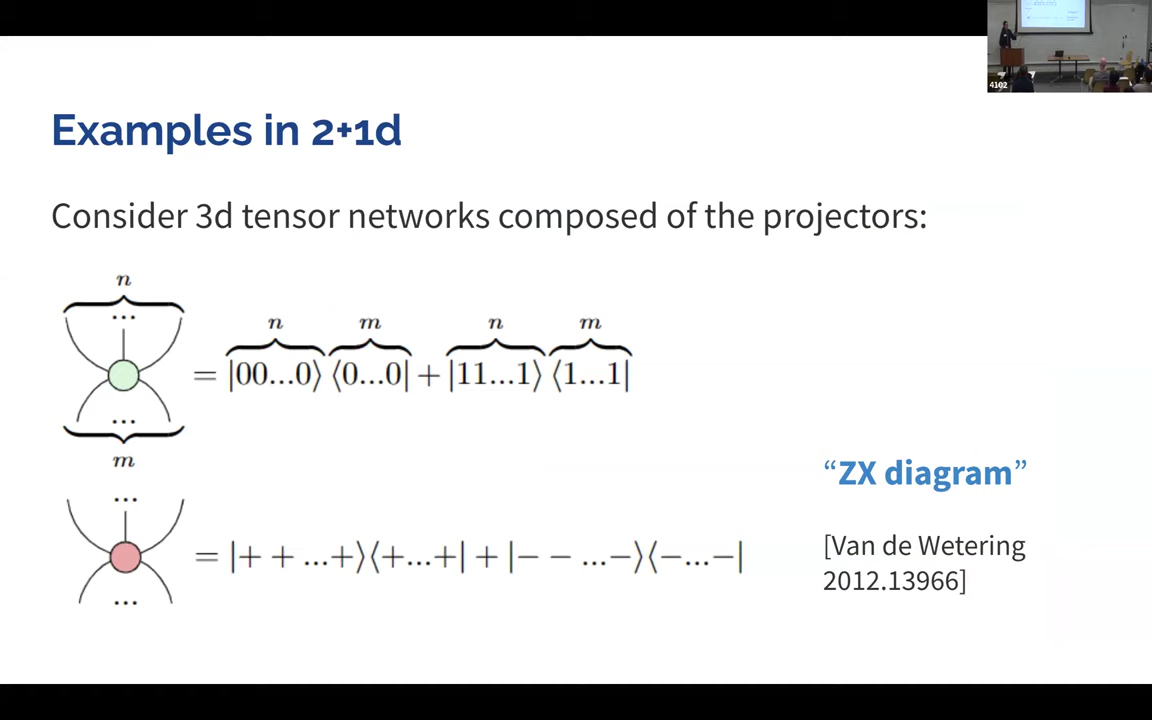 4102
Examples in 2+1d
Consider 3d tensor networks composed of the projectors:
n
...
n m n m
= |00...0⟩ ⟨0...0| + |11...1⟩ ⟨1...1|
...
m
...
= |+ + ...+⟩⟨+...+| + |− − ...−⟩⟨−...−|
...
“ZX diagram”
[Van de Wetering
2012.13966]